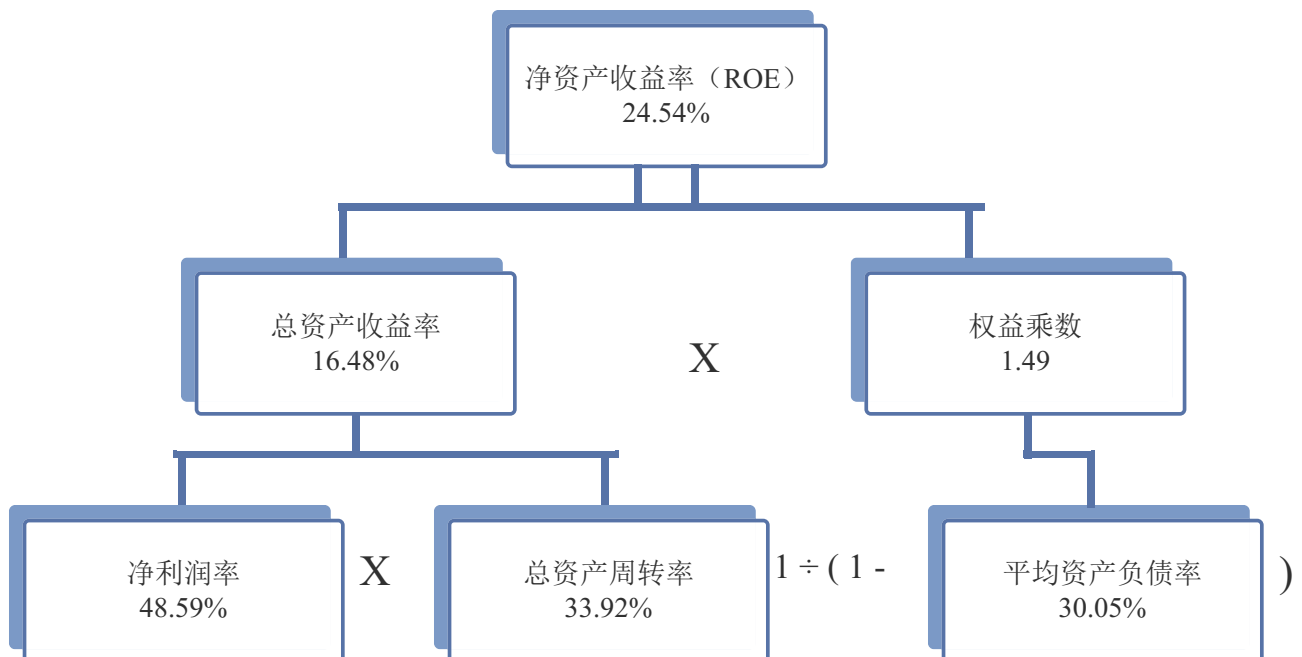 净资产收益率（ROE）
24.54%
总资产收益率
16.48%
X
权益乘数
1.49
净利润率
48.59%
X
总资产周转率
33.92%
1 ÷ ( 1 -
平均资产负债率
30.05%
)